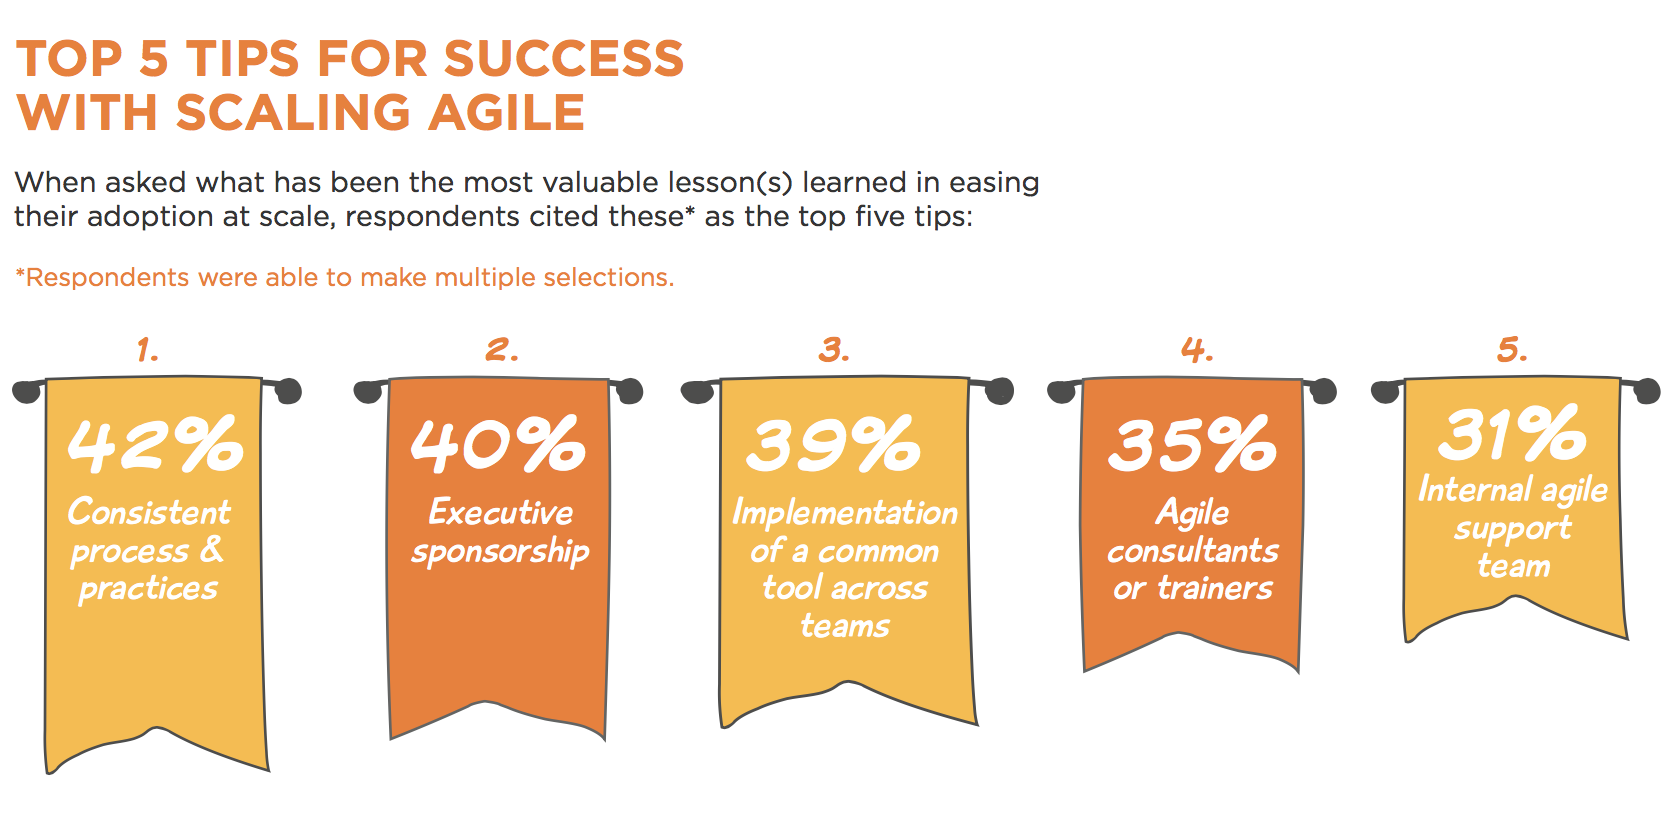 TOP 5 TIPS FOR SUCCESS
WITH SCALING AGILE
When asked what has been the most valuable lesson(s) learned in easing
their adoption at scale, respondents cited these* as the top five tips:
*Respondents were able to make multiple selections.
1.
42%
Consistent
process &
practices
2.
40%
Executive
sponsorship
3.
39%
Implementation
of a common
tool across
teams
4.
35%
Agile
consultants
or trainers
5.
31%
Internal agile
support
team